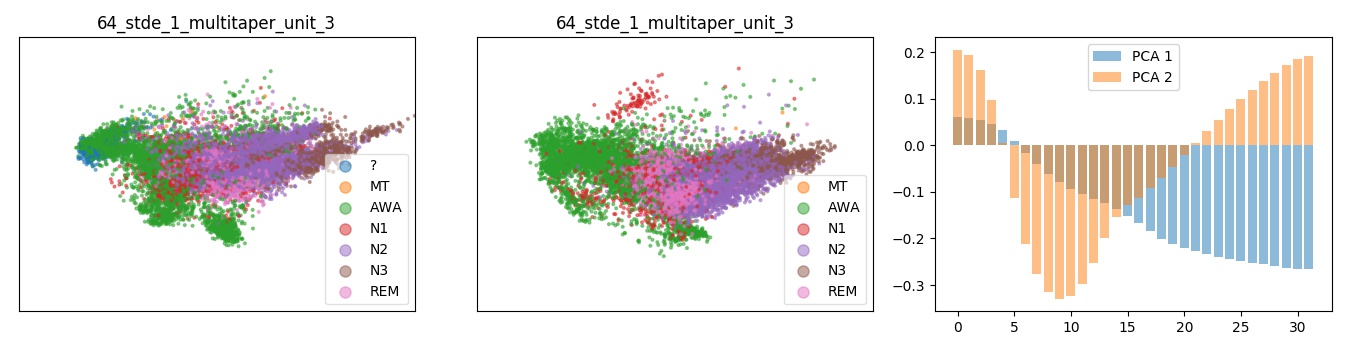 64_stde_1_multitaper_unit_3
?
MT
AWA
N1
N2
N3
REM
64_stde_1_multitaper_unit_3
MT
AWA
N1
N2
N3
REM
PCA 1
PCA 2
0.2
0.1
0.0
−0.1
−0.2
−0.3
0 5 10 15 20 25 30